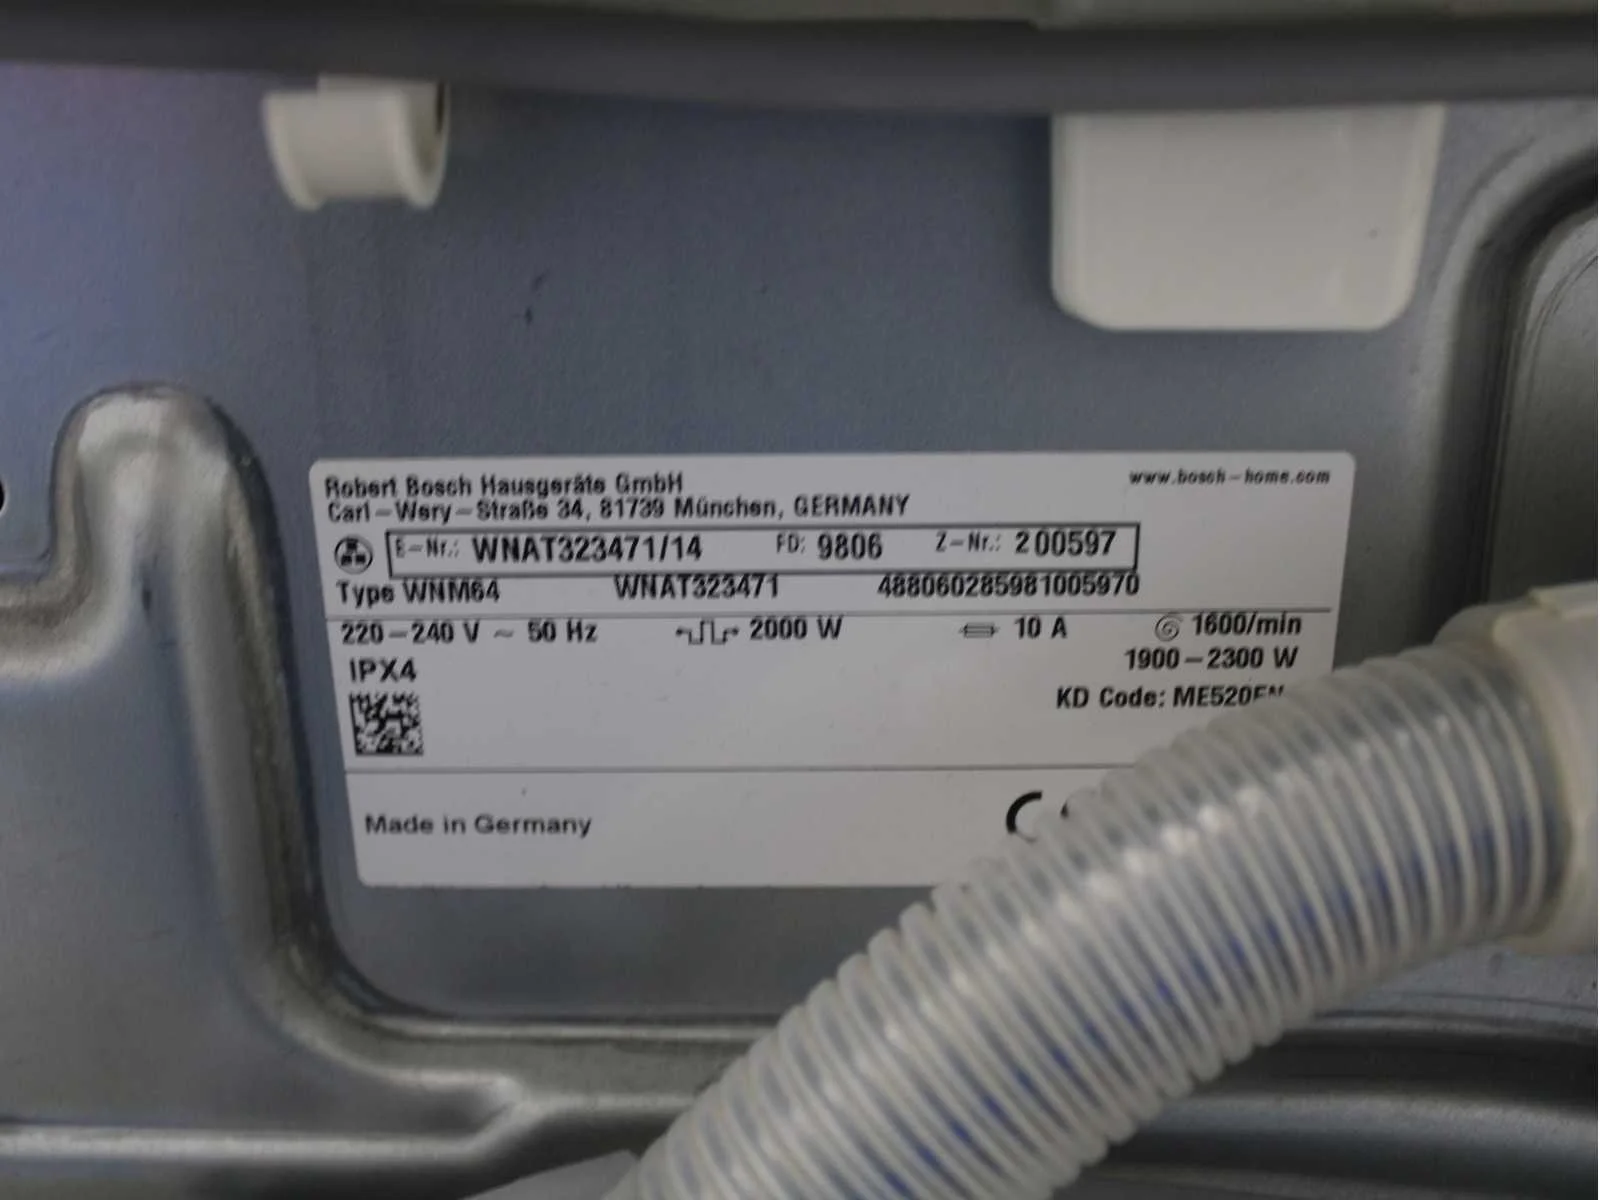 Robert Bosch Hausgeräte GmbH
www.bosch-home.com
Carl-Wery-Straße 34, 81739 München, GERMANY
E-Nr.: WNAT323471/14 FD: 9806 Z-Nr.: 200597
Type WNM64 WNAT323471 488060285981005970
220-240 V ~ 50 Hz 2000 W 10 A 1600/min
IPX4 1900-2300 W
KD Code:
Made in Germany